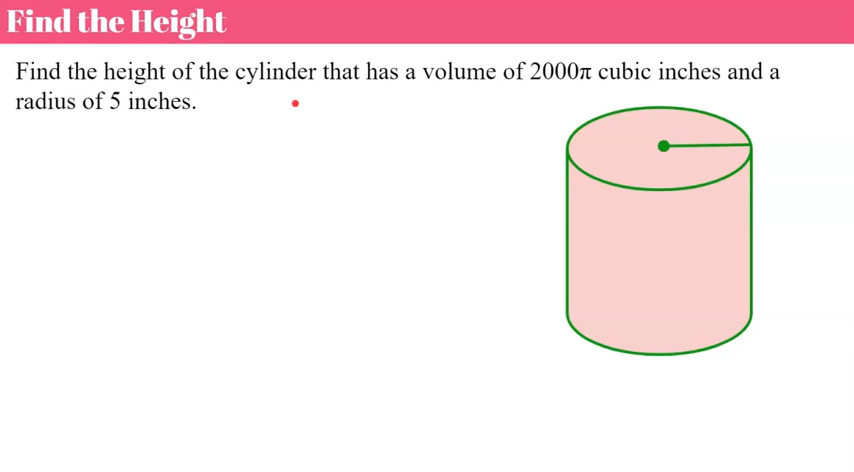 Find the Height
Find the height of the cylinder that has a volume of 2000π cubic inches and a
radius of 5 inches.